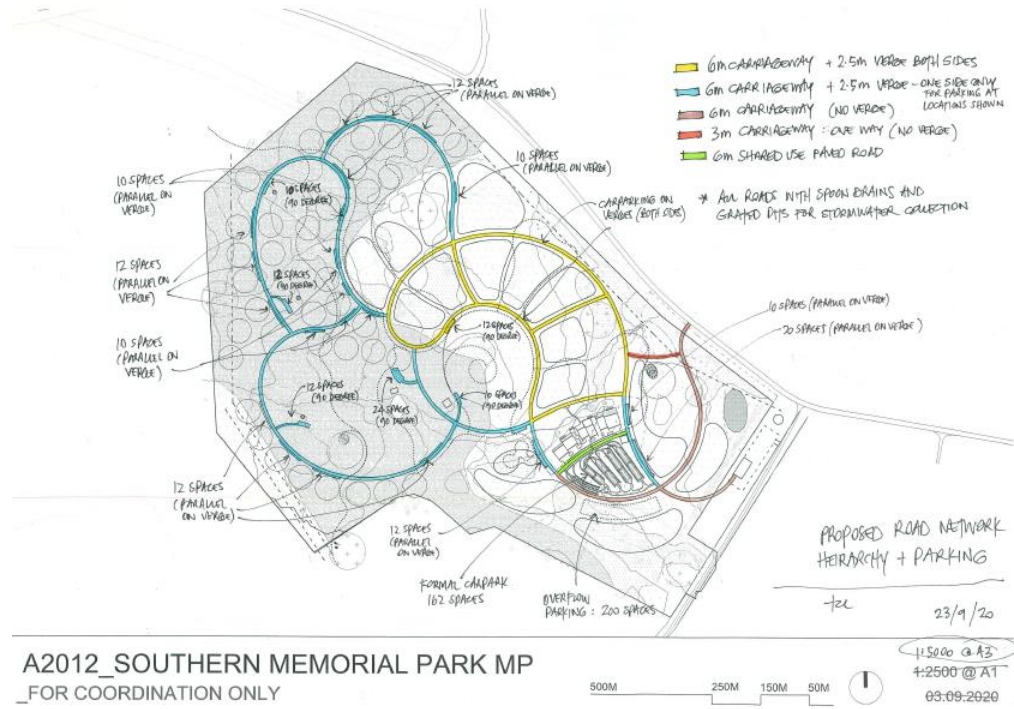 6m CARRIAGEWAY + 2.5m VERGE BOTH SIDES
6m CARRIAGEWAY + 2.5m VERGE - ONE SIDE ONLY
FOR PARKING AT
LOCATIONS SHOWN
6m CARRIAGEWAY (NO VERGE)
3m CARRIAGEWAY : ONE WAY (NO VERGE)
6m SHARED USE PAVED ROAD
* ALL ROADS WITH SPOON DRAINS AND
GRATED PITS FOR STORMWATER COLLECTION
12 SPACES
(PARALLEL ON VERGE)
10 SPACES
(PARALLEL ON
VERGE)
CARPARKING ON
VERGES (BOTH SIDES)
10 SPACES
(PARALLEL ON
VERGE)
10 SPACES
(90 DEGREE)
12 SPACES
(PARALLEL ON
VERGE)
12 SPACES
(90 DEGREE)
10 SPACES
(PARALLEL ON
VERGE)
12 SPACES
(90 DEGREE)
10 SPACES (PARALLEL ON VERGE)
20 SPACES (PARALLEL ON VERGE)
12 SPACES
(90 DEGREE)
24 SPACES
(90 DEGREE)
10 SPACES
(90 DEGREE)
12 SPACES
(PARALLEL
ON VERGE)
12 SPACES
(PARALLEL
ON VERGE)
FORMAL CARPARK
162 SPACES
OVERFLOW
PARKING : 200 SPACES
PROPOSED ROAD NETWORK
HEIRARCHY + PARKING
23/9/20
A2012_SOUTHERN MEMORIAL PARK MP
_FOR COORDINATION ONLY
500M 250M 150M 50M
1:5000 @ A3
1:2500 @ A1
03.09.2020